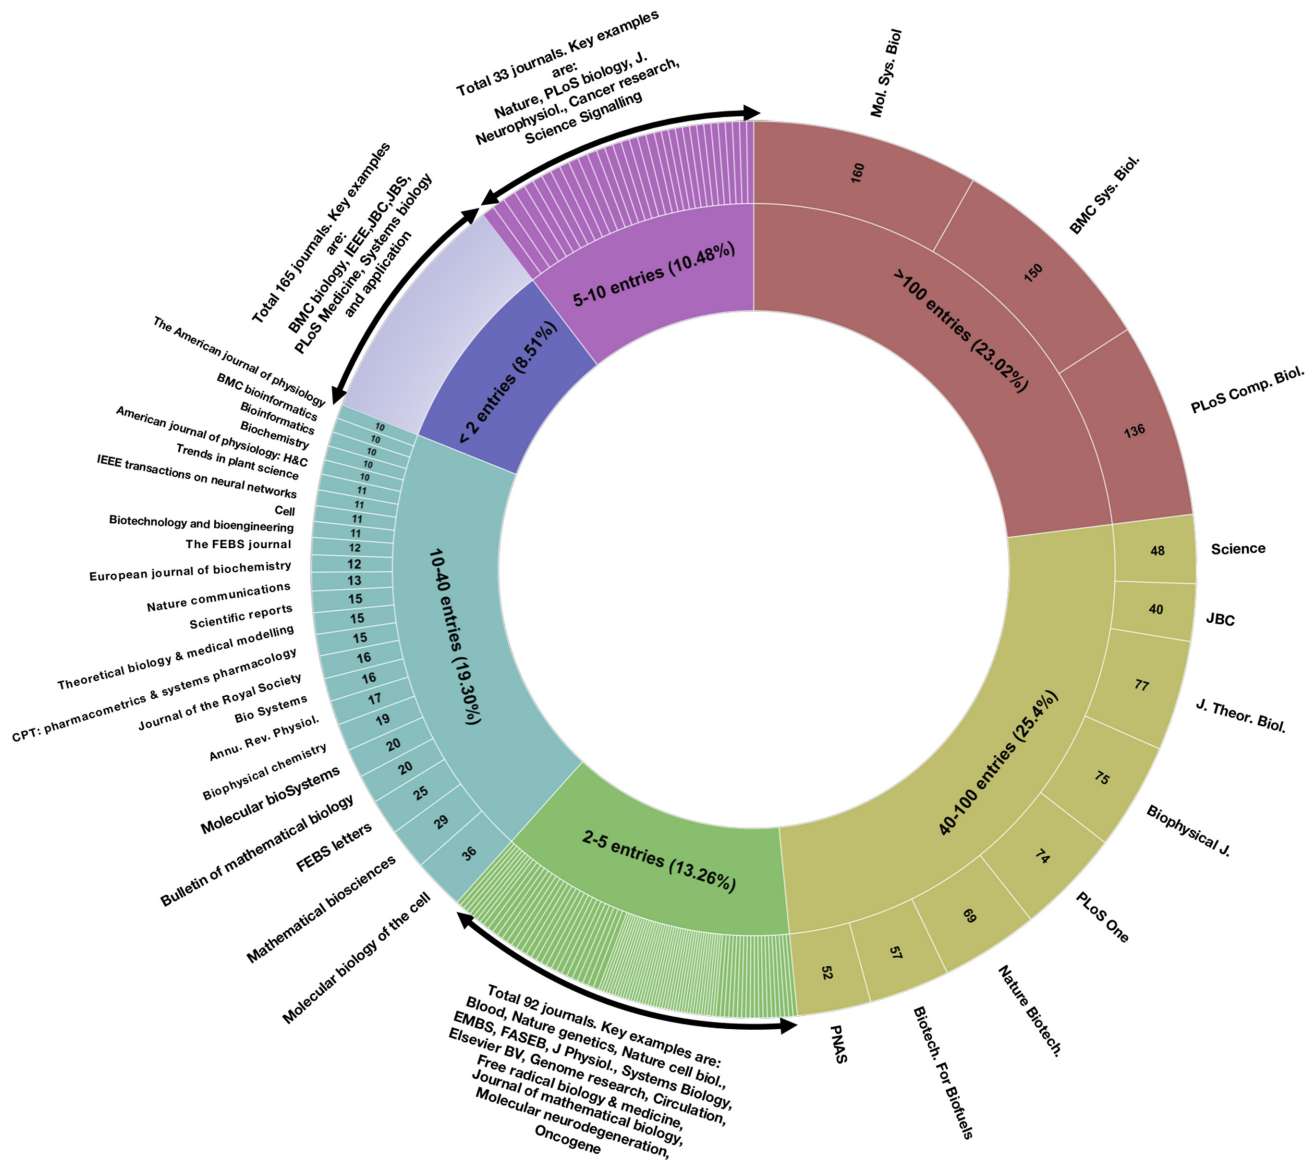 Total 33 journals. Key examples
are:
Nature, PLoS biology, J.
Neurophysiol., Cancer research,
Science Signalling
Total 165 journals. Key examples
are:
BMC biology, IEEE,JBC,JBS,
PLoS Medicine, Systems biology
and application
Mol. Sys. Biol
BMC Sys. Biol.
PLoS Comp. Biol.
160
150
136
>100 entries (23.02%)
5-10 entries (10.48%)
< 2 entries (8.51%)
10-40 entries (19.30%)
2-5 entries (13.26%)
40-100 entries (25.4%)
Science
JBC
J. Theor. Biol.
Biophysical J.
PLoS One
Nature Biotech.
Biotech. For Biofuels
PNAS
48
40
77
75
74
69
57
52
The American journal of physiology
BMC bioinformatics
Bioinformatics
Biochemistry
American journal of physiology: H&C
Trends in plant science
IEEE transactions on neural networks
Cell
Biotechnology and bioengineering
The FEBS journal
European journal of biochemistry
Nature communications
Scientific reports
Theoretical biology & medical modelling
CPT: pharmacometrics & systems pharmacology
Journal of the Royal Society
Bio Systems
Annu. Rev. Physiol.
Biophysical chemistry
Molecular bioSystems
Bulletin of mathematical biology
FEBS letters
Mathematical biosciences
Molecular biology of the cell
10
10
10
10
10
11
11
11
11
12
12
13
15
15
15
16
16
17
19
20
20
25
29
36
Total 92 journals. Key examples are:
Blood, Nature genetics, Nature cell biol.,
EMBS, FASEB, J Physiol., Systems Biology,
Elsevier BV, Genome research, Circulation,
Free radical biology & medicine,
Journal of mathematical biology,
Molecular neurodegeneration,
Oncogene